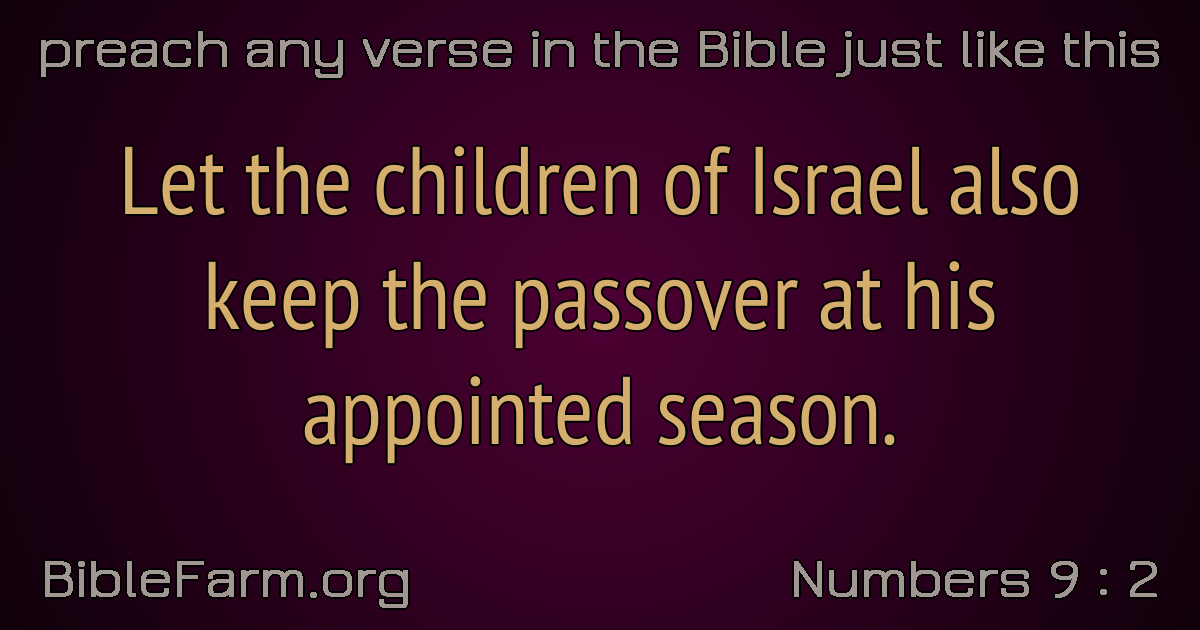 preach any verse in the Bible just like this
Let the children of Israel also
keep the passover at his
appointed season.
BibleFarm.org
Numbers 9 : 2